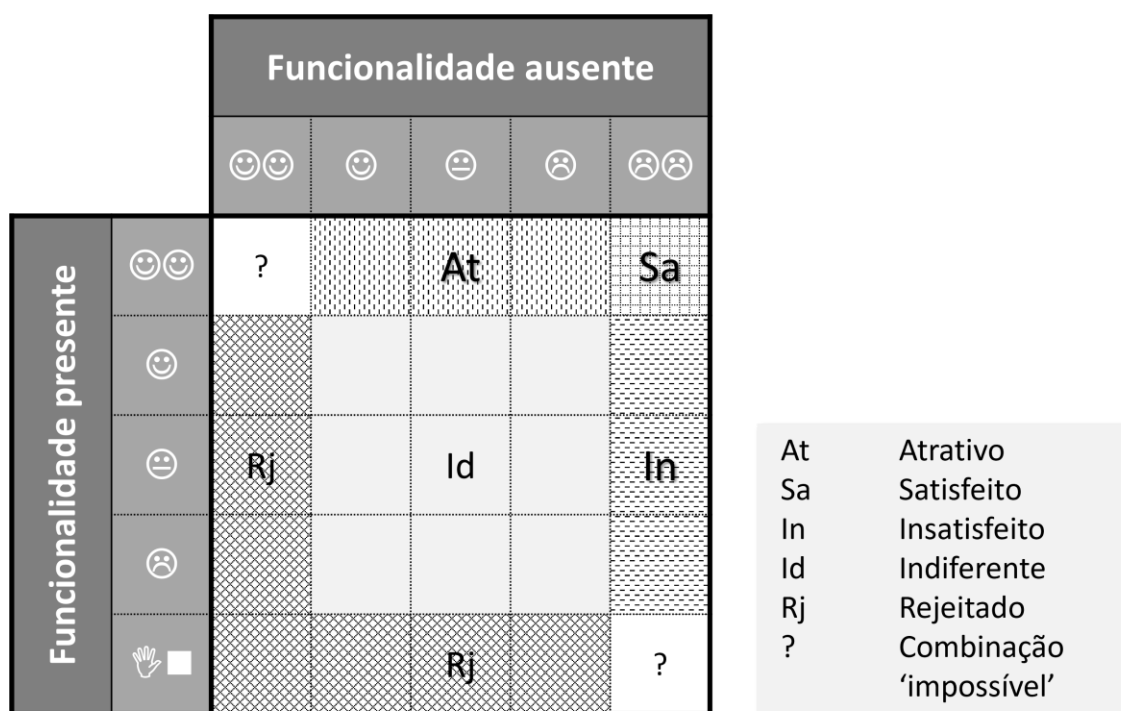 Funcionalidade ausente
☺☺ ☺ 😐 ☹ ☹☹
Funcionalidade presente
☺☺ ? At Sa
☺
😐 Rj Id In
☹
🖐■ Rj ?
At Atrativo
Sa Satisfeito
In Insatisfeito
Id Indiferente
Rj Rejeitado
? Combinação
‘impossível’